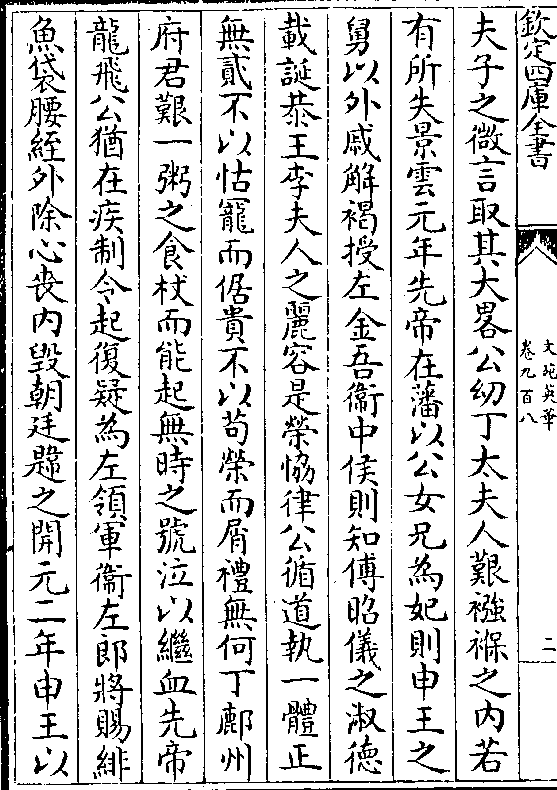 欽定四庫全書
文苑英華
卷九百八
二
夫子之微言取其大畧公幼丁太夫人艱襁褓之内若
有所失景雲元年先帝在藩以公女兄為妃則申王之
舅以外戚解褐授左金吾衞中侯則知傅昭儀之淑德
載誕恭王李夫人之麗容是榮恊律公循道執一體正
無貳不以怙寵而倨貴不以苟榮而屑禮無何丁鄜州
府君艱一粥之食杖而能起無時之號泣以繼血先帝
龍飛公猶在疾制令起復疑為左領軍衞左郎將賜緋
魚袋腰絰外除心喪内毀朝廷韙之開元二年申王以